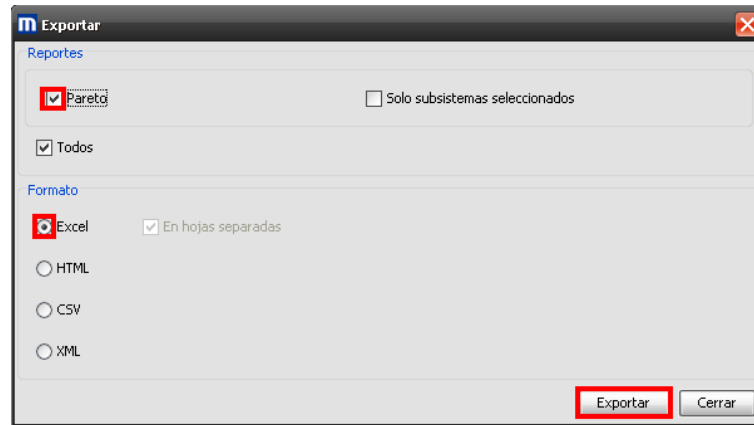 m Exportar
Reportes
Pareto
Solo subsistemas seleccionados
Todos
Formato
Excel
En hojas separadas
HTML
CSV
XML
Exportar
Cerrar